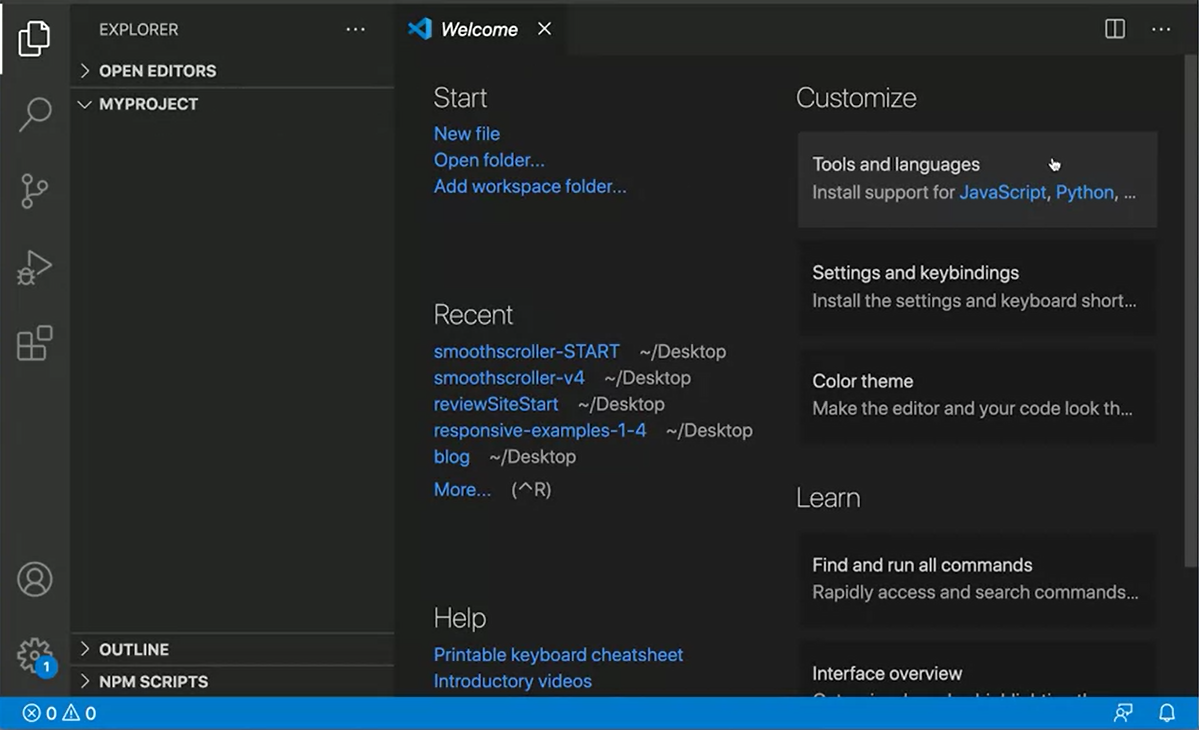 EXPLORER ...
OPEN EDITORS
MYPROJECT
OUTLINE
NPM SCRIPTS
1
Welcome
Start
New file
Open folder...
Add workspace folder...
Recent
smoothscroller-START ~/Desktop
smoothscroller-v4 ~/Desktop
reviewSiteStart ~/Desktop
responsive-examples-1-4 ~/Desktop
blog ~/Desktop
More... (^R)
Help
Printable keyboard cheatsheet
Introductory videos
Customize
Tools and languages
Install support for JavaScript, Python, ...
Settings and keybindings
Install the settings and keyboard short...
Color theme
Make the editor and your code look th...
Learn
Find and run all commands
Rapidly access and search commands...
Interface overview
0 0